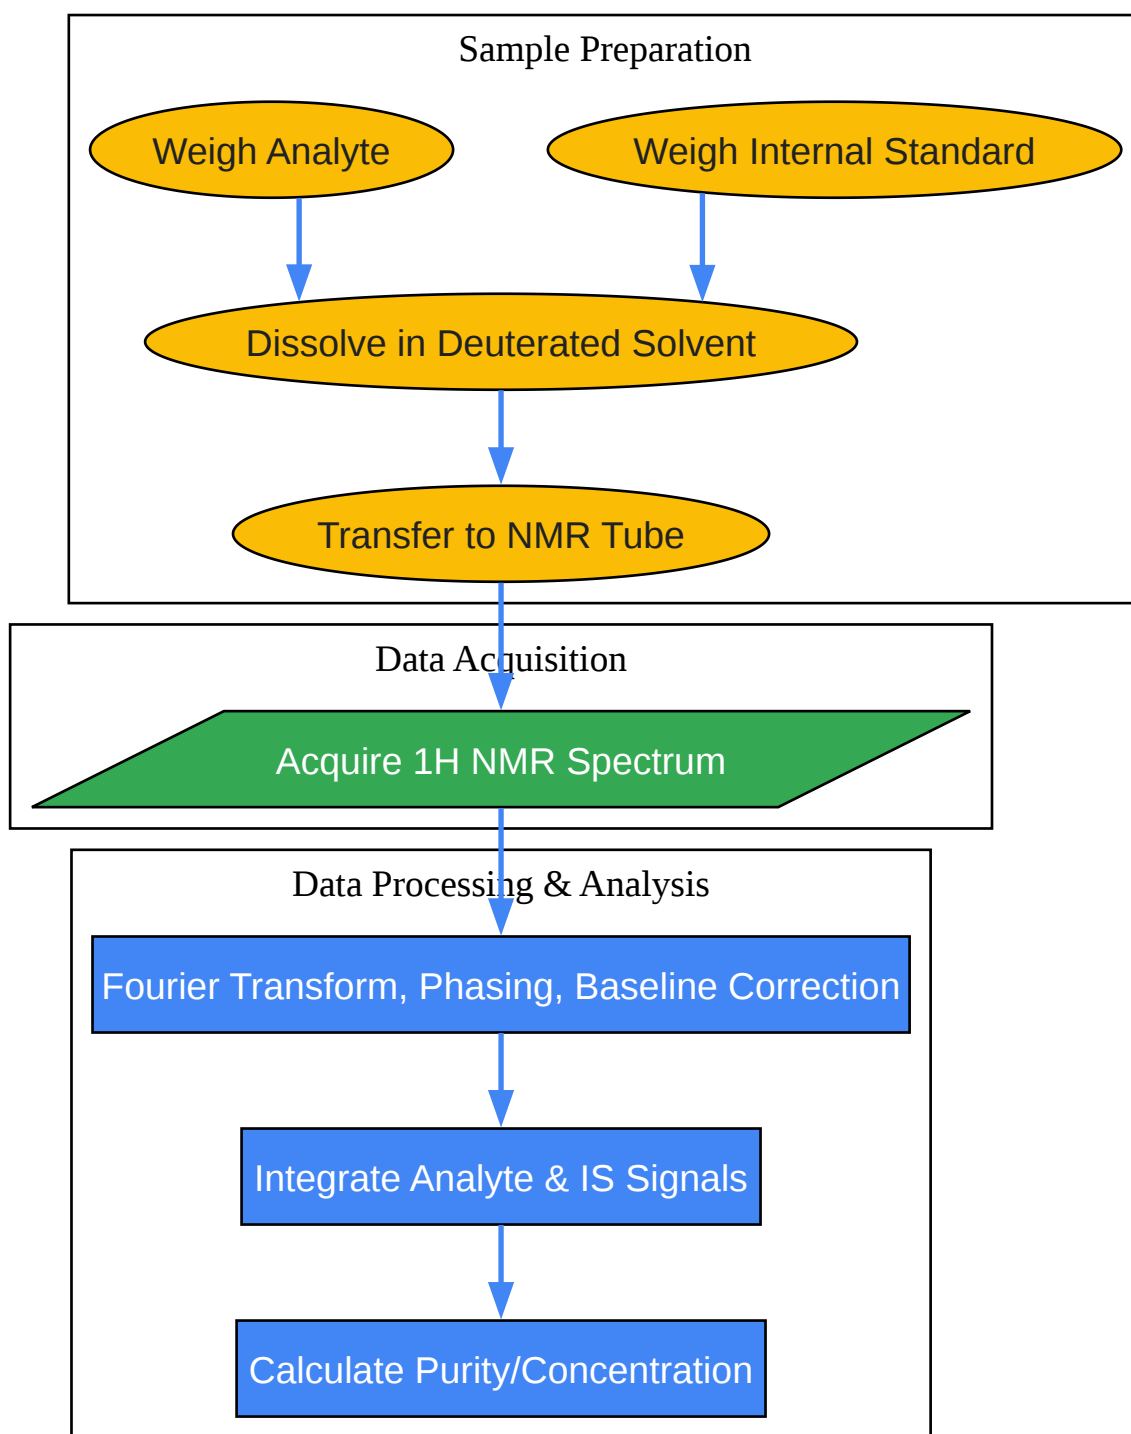 Sample Preparation
Weigh Analyte
Weigh Internal Standard
Dissolve in Deuterated Solvent
Transfer to NMR Tube
Data Acquisition
Acquire 1H NMR Spectrum
Data Processing & Analysis
Fourier Transform, Phasing, Baseline Correction
Integrate Analyte & IS Signals
Calculate Purity/Concentration